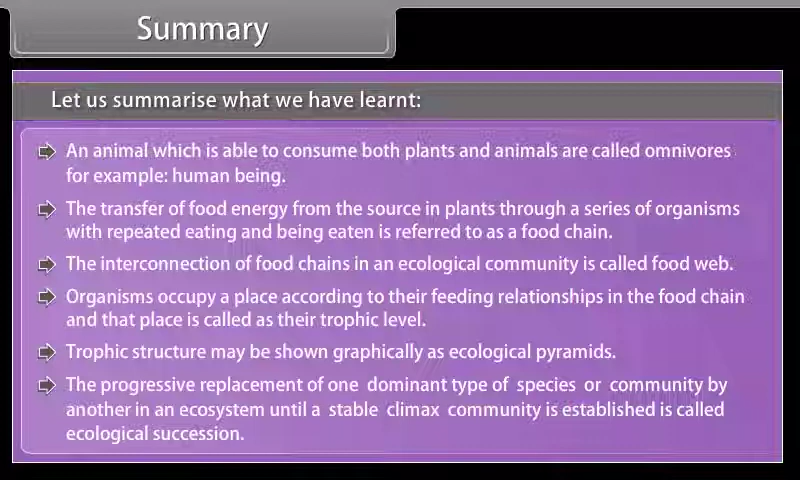 Summary
Let us summarise what we have learnt:
An animal which is able to consume both plants and animals are called omnivores
for example: human being.
The transfer of food energy from the source in plants through a series of organisms
with repeated eating and being eaten is referred to as a food chain.
The interconnection of food chains in an ecological community is called food web.
Organisms occupy a place according to their feeding relationships in the food chain
and that place is called as their trophic level.
Trophic structure may be shown graphically as ecological pyramids.
The progressive replacement of one dominant type of species or community by
another in an ecosystem until a stable climax community is established is called
ecological succession.